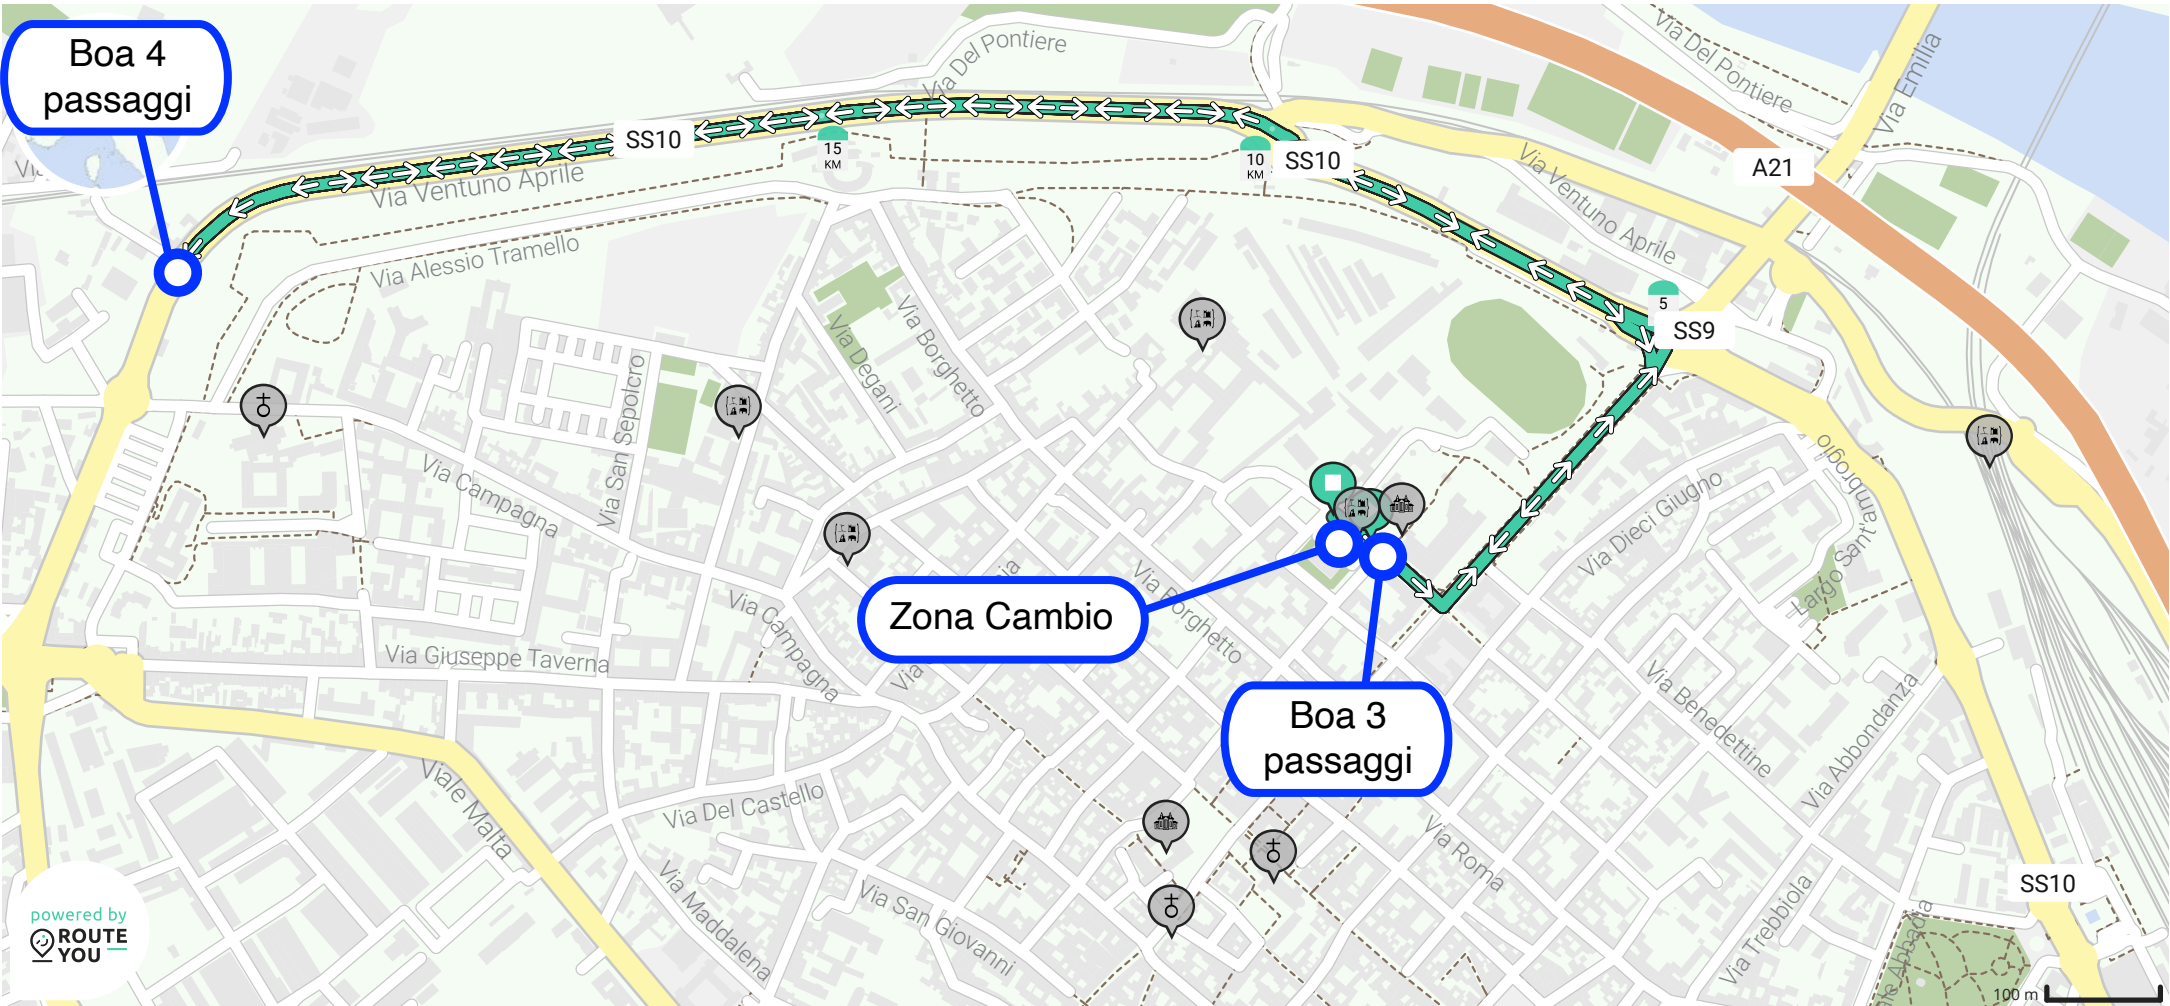 Boa 4
passaggi
Via Del Pontiere
Via Del Pontiere
Via Emilia
SS10
15
KM
10
KM
SS10
A21
Via Ventuno Aprile
Via Ventuno Aprile
Via Alessio Tramello
5
SS9
Via Degani
Via Borghetto
Via San Sepolcro
Via Campagna
Via Dieci Giugno
Largo Sant'ambrogio
Zona Cambio
Via Borghetto
Via Campagna
Via Giuseppe Taverna
Via
Boa 3
passaggi
Via Benedettine
Via Abbondanza
Viale Malta
Via Del Castello
Via Roma
Via Maddalena
Via San Giovanni
Via Trebbiola
SS10
powered by
ROUTE
YOU
100 m